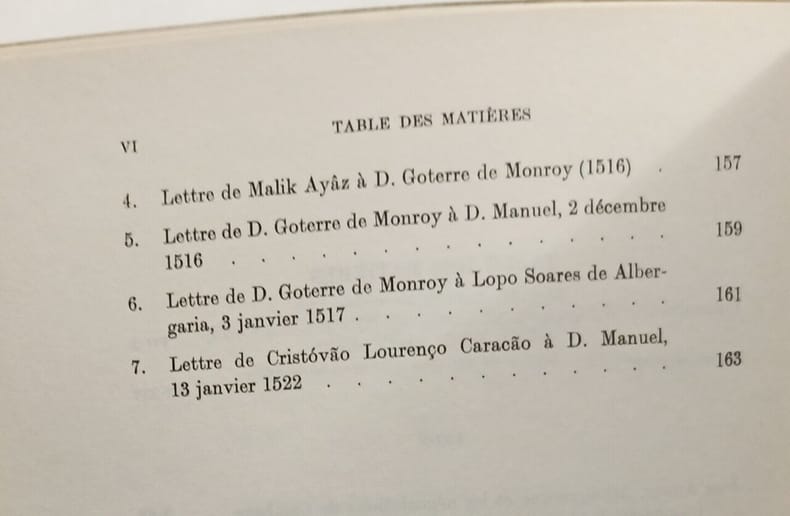 VI TABLE DES MATIÈRES
4. Lettre de Malik Ayâz à D. Goterre de Monroy (1516) . 157
5. Lettre de D. Goterre de Monroy à D. Manuel, 2 décembre
1516 . . . . . . . . . . . . . 159
6. Lettre de D. Goterre de Monroy à Lopo Soares de Alber-
garia, 3 janvier 1517 . . . . . . . . . . . 161
7. Lettre de Cristóvão Lourenço Caracão à D. Manuel,
13 janvier 1522 . . . . . . . . . . . . 163